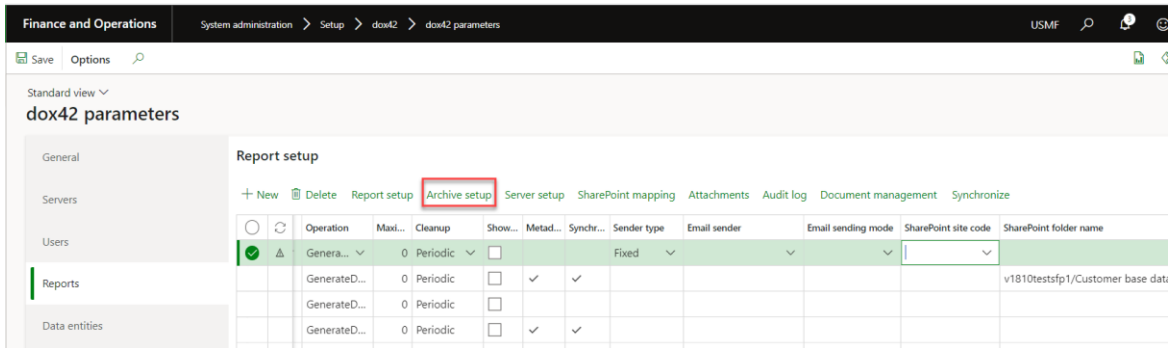 Finance and Operations System administration > Setup > dox42 > dox42 parameters USMF 3
Save Options
Standard view
dox42 parameters
General
Servers
Users
Reports
Data entities
Report setup
+ New Delete Report setup Archive setup Server setup SharePoint mapping Attachments Audit log Document management Synchronize
Operation Maxi... Cleanup Show... Metad... Synchr... Sender type Email sender Email sending mode SharePoint site code SharePoint folder name
Genera... 0 Periodic Fixed
GenerateD... 0 Periodic v1810testsfp1/Customer base data
GenerateD... 0 Periodic
GenerateD... 0 Periodic